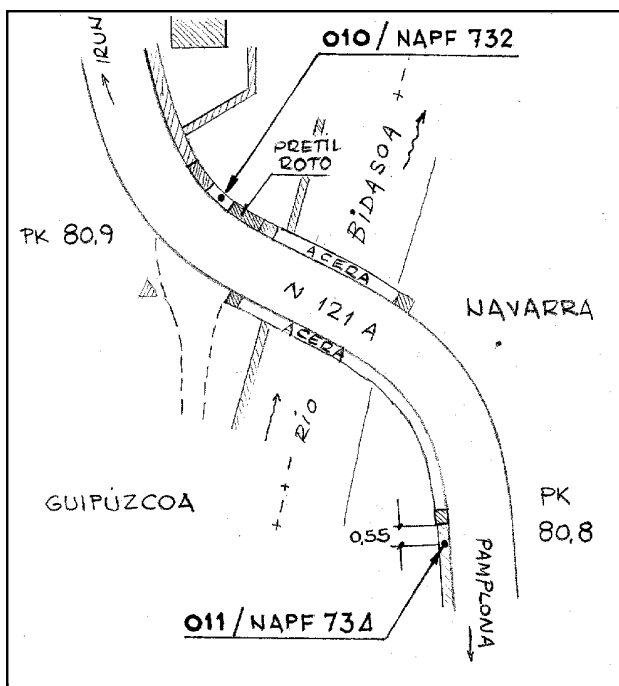 010 / NAPF 732
IRUN
PRETIL
ROTO
BIDASOA
PK 80,9
ACERA
N 121 A
NAVARRA
ACERA
RÍO
GUIPÚZCOA
PK
80,8
0,55
PAMPLONA
011 / NAPF 734